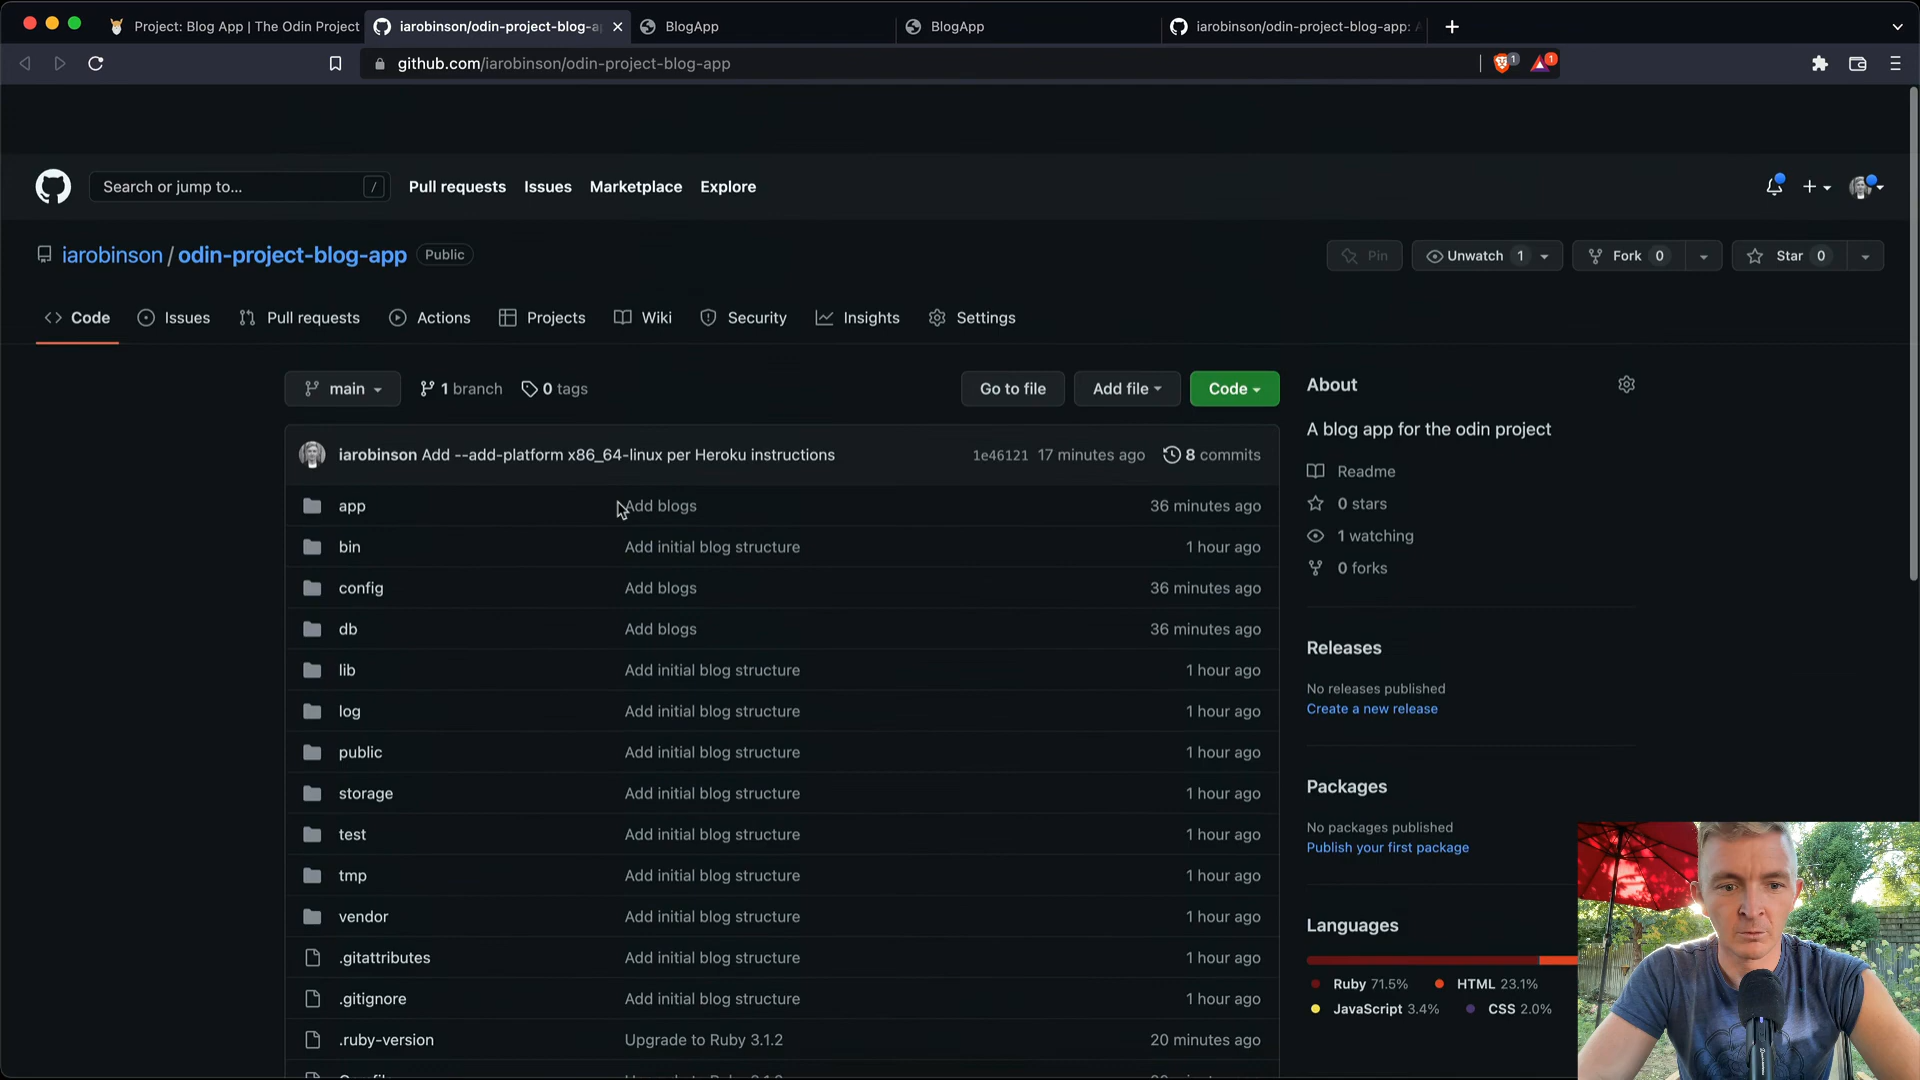 Project: Blog App | The Odin Project
iarobinson/odin-project-blog-a
BlogApp
BlogApp
iarobinson/odin-project-blog-app:
github.com/iarobinson/odin-project-blog-app
1
1
Search or jump to...
/
Pull requests
Issues
Marketplace
Explore
iarobinson / odin-project-blog-app
Public
Pin
Unwatch 1
Fork 0
Star 0
Code
Issues
Pull requests
Actions
Projects
Wiki
Security
Insights
Settings
main
1 branch
0 tags
Go to file
Add file
Code
iarobinson Add --add-platform x86_64-linux per Heroku instructions
1e46121 17 minutes ago
8 commits
app Add blogs 36 minutes ago
bin Add initial blog structure 1 hour ago
config Add blogs 36 minutes ago
db Add blogs 36 minutes ago
lib Add initial blog structure 1 hour ago
log Add initial blog structure 1 hour ago
public Add initial blog structure 1 hour ago
storage Add initial blog structure 1 hour ago
test Add initial blog structure 1 hour ago
tmp Add initial blog structure 1 hour ago
vendor Add initial blog structure 1 hour ago
.gitattributes Add initial blog structure 1 hour ago
.gitignore Add initial blog structure 1 hour ago
.ruby-version Upgrade to Ruby 3.1.2 20 minutes ago
About
A blog app for the odin project
Readme
0 stars
1 watching
0 forks
Releases
No releases published
Create a new release
Packages
No packages published
Publish your first package
Languages
Ruby 71.5%
HTML 23.1%
JavaScript 3.4%
CSS 2.0%